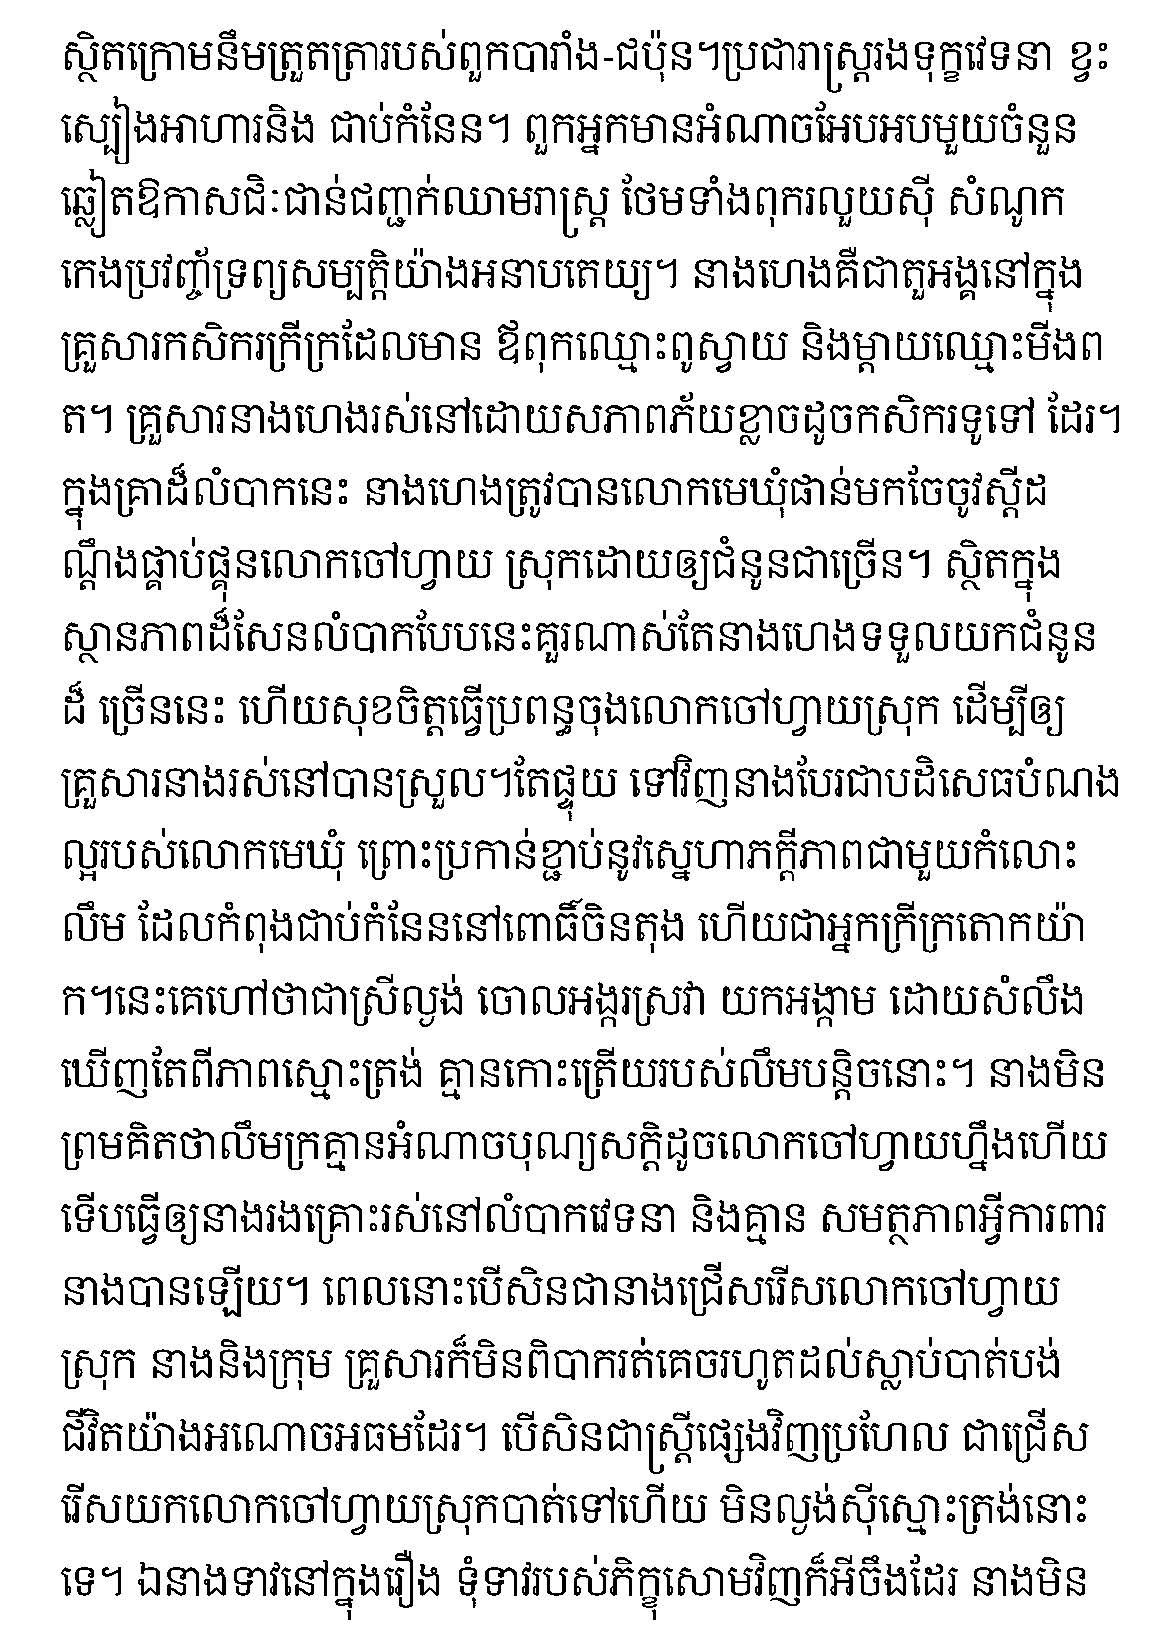 ស្ថិតក្រោមនឹមត្រួតត្រារបស់ពួកបារាំង-ជប៉ុន។ប្រជារាស្ត្ររងទុក្ខវេទនា ខ្វះ
ស្បៀងអាហារនិង ជាប់កំនែន។ ពួកអ្នកមានអំណាចអែបអបមួយចំនួន
ឆ្លៀតឱកាសជិះជាន់ជញ្ជក់ឈាមរាស្ត្រ ថែមទាំងពុករលួយស៊ី សំណូក
កេងប្រវញ្ច័ទ្រព្យសម្បត្តិយ៉ាងអនាបតេយ្យ។ នាងហេងគឺជាតួអង្គនៅក្នុង
គ្រួសារកសិករក្រីក្រដែលមាន ឪពុកឈ្មោះពូស្វាយ និងម្តាយឈ្មោះមីងព
ត។ គ្រួសារនាងហេងរស់នៅដោយសភាពភ័យខ្លាចដូចកសិករទូទៅ ដែរ។
ក្នុងគ្រាដ៏លំបាកនេះ នាងហេងត្រូវបានលោកមេឃុំផាន់មកចែចូវស្តីដ
ណ្តឹងផ្គាប់ផ្គុនលោកចៅហ្វាយ ស្រុកដោយឲ្យជំនូនជាច្រើន។ ស្ថិតក្នុង
ស្ថានភាពដ៏សែនលំបាកបែបនេះគួរណាស់តែនាងហេងទទួលយកជំនូន
ដ៏ ច្រើននេះ ហើយសុខចិត្តធ្វើប្រពន្ធចុងលោកចៅហ្វាយស្រុក ដើម្បីឲ្យ
គ្រួសារនាងរស់នៅបានស្រួល។តែផ្ទុយ ទៅវិញនាងបែរជាបដិសេធបំណង
ល្អរបស់លោកមេឃុំ ព្រោះប្រកាន់ខ្ជាប់នូវស្នេហាភក្តីភាពជាមួយកំលោះ
លឹម ដែលកំពុងជាប់កំនែននៅពោធិ៍ចិនតុង ហើយជាអ្នកក្រីក្រតោកយ៉ា
ក។នេះគេហៅថាជាស្រីល្ងង់ ចោលអង្ករស្រវា យកអង្កាម ដោយសំលឹង
ឃើញតែពីភាពស្មោះត្រង់ គ្មានកោះត្រើយរបស់លឹមបន្តិចនោះ។ នាងមិន
ព្រមគិតថាលឹមក្រគ្មានអំណាចបុណ្យសក្តិដូចលោកចៅហ្វាយហ្នឹងហើយ
ទើបធ្វើឲ្យនាងរងគ្រោះរស់នៅលំបាកវេទនា និងគ្មាន សមត្ថភាពអ្វីការពារ
នាងបានឡើយ។ ពេលនោះបើសិនជានាងជ្រើសរើសលោកចៅហ្វាយ
ស្រុក នាងនិងក្រុម គ្រួសារក៏មិនពិបាករត់គេចរហូតដល់ស្លាប់បាត់បង់
ជីវិតយ៉ាងអណោចអធមដែរ។ បើសិនជាស្ត្រីផ្សេងវិញប្រហែល ជាជ្រើស
រើសយកលោកចៅហ្វាយស្រុកបាត់ទៅហើយ មិនល្ងង់ស៊ីស្មោះត្រង់នោះ
ទេ។ ឯនាងទាវនៅក្នុងរឿង ទុំទាវរបស់ភិក្ខុសោមវិញក៏អីចឹងដែរ នាងមិន